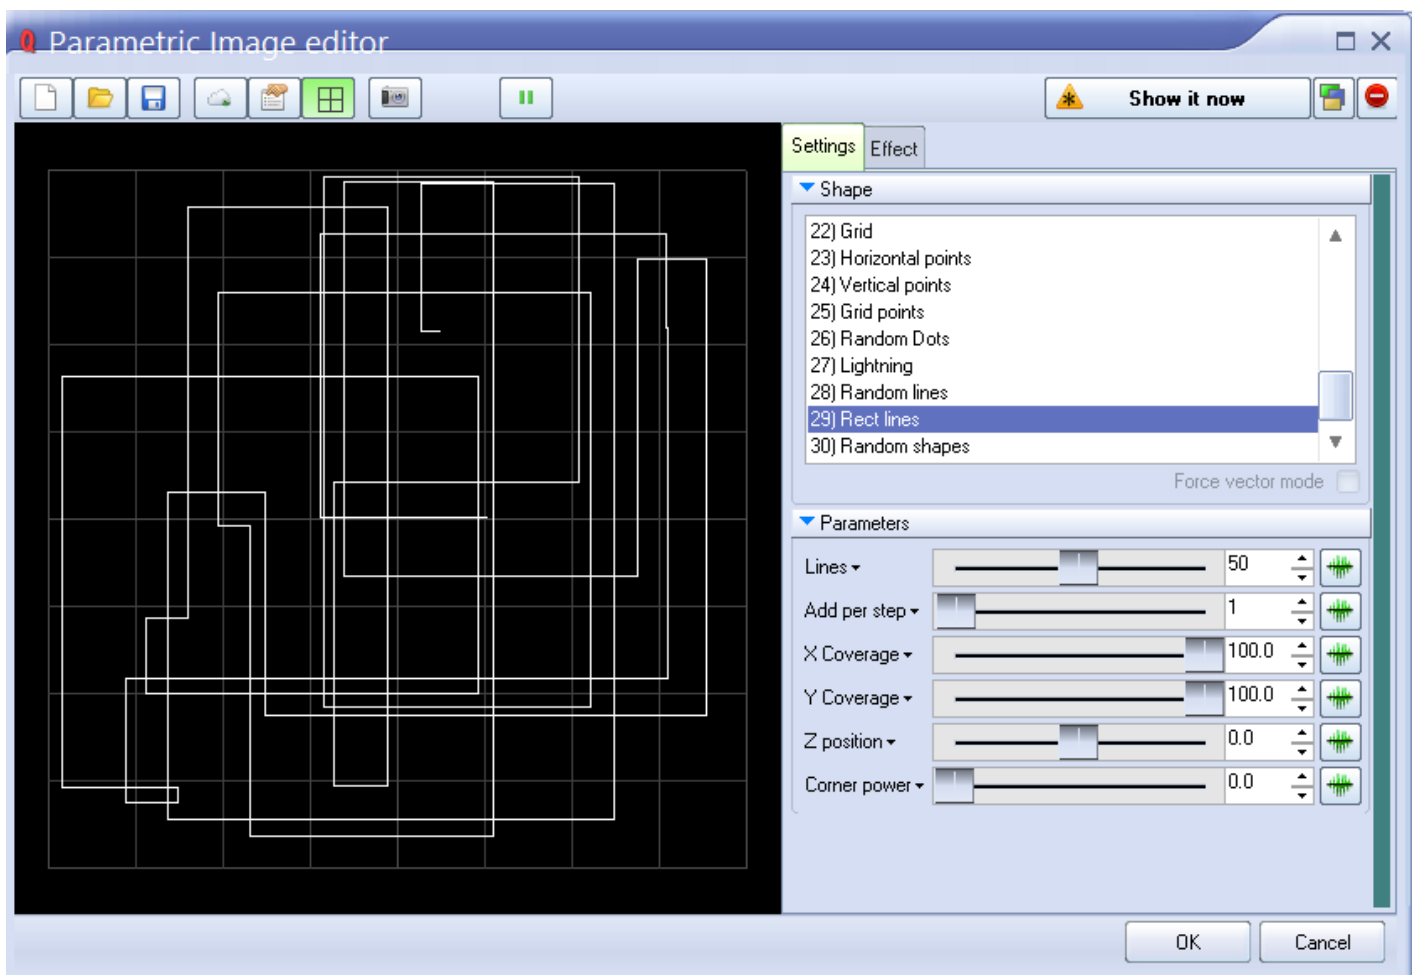 Parametric Image editor
Show it now
Settings
Effect
Shape
22) Grid
23) Horizontal points
24) Vertical points
25) Grid points
26) Random Dots
27) Lightning
28) Random lines
29) Rect lines
30) Random shapes
Force vector mode
Parameters
Lines 50
Add per step 1
X Coverage 100.0
Y Coverage 100.0
Z position 0.0
Corner power 0.0
OK
Cancel